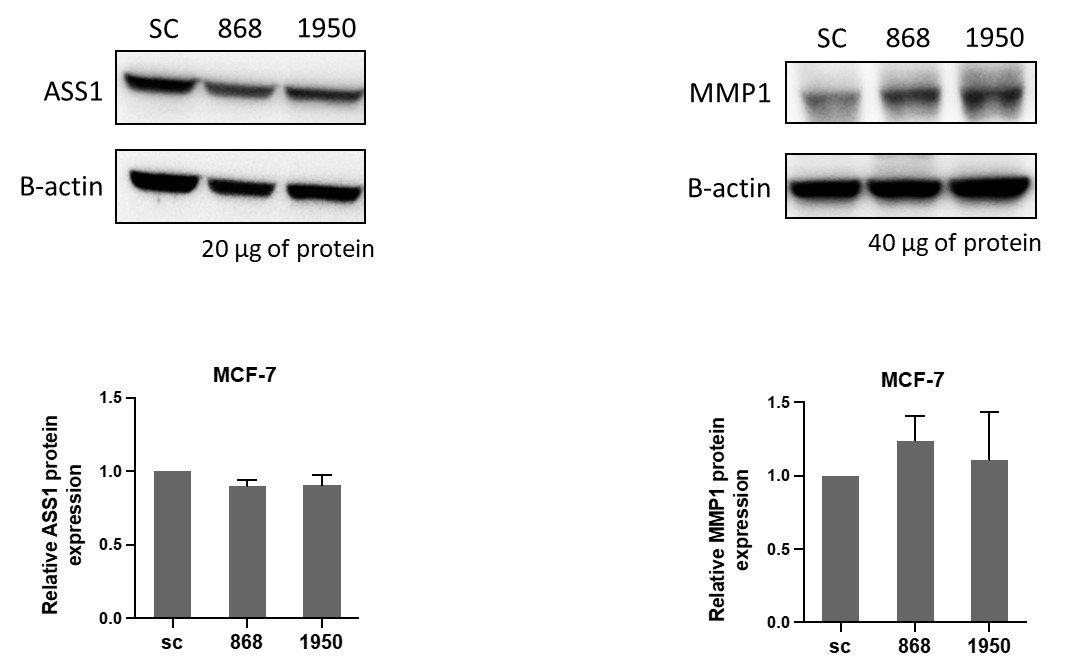 SC 868 1950
ASS1
B-actin
20 µg of protein
SC 868 1950
MMP1
B-actin
40 µg of protein
MCF-7
Relative ASS1 protein
expression
1.5
1.0
0.5
0.0
sc 868 1950
MCF-7
Relative MMP1 protein
expression
1.5
1.0
0.5
0.0
sc 868 1950